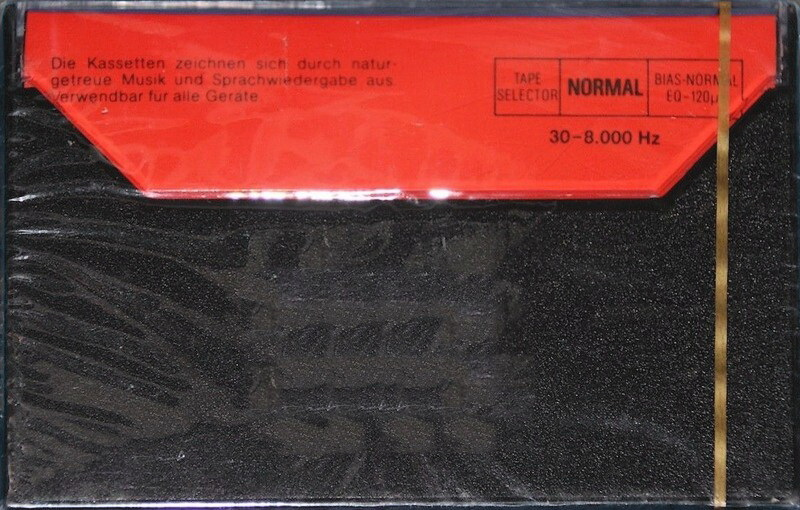 Die Kassetten zeichnen sich durch natur-
getreue Musik und Sprachwiedergabe aus.
Verwendbar für alle Geräte
TAPE
SELECTOR
NORMAL
BIAS-NORMAL
EQ-120µ
30-8.000 Hz